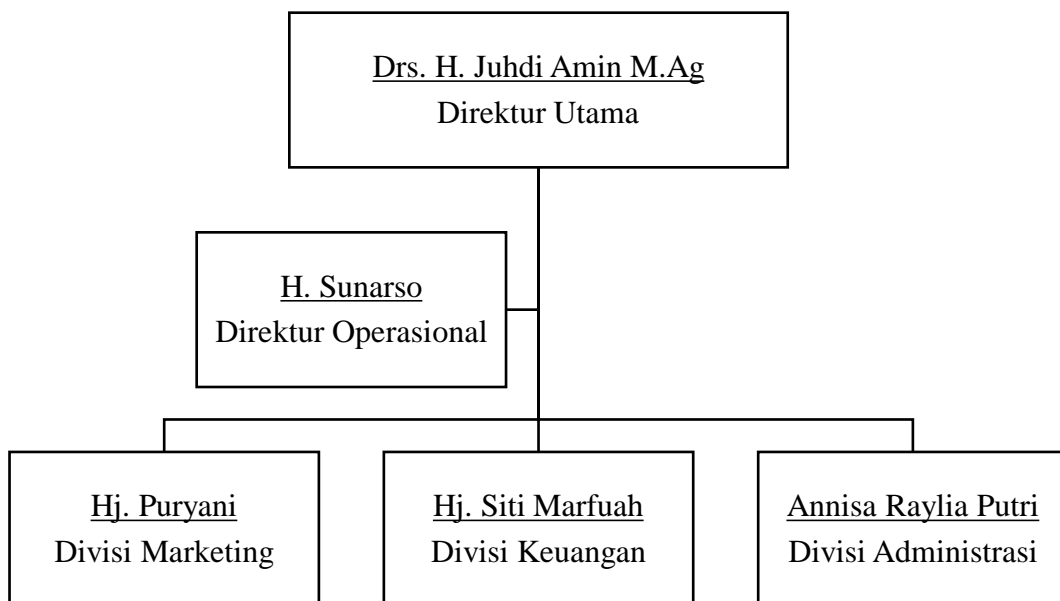 Drs. H. Juhdi Amin M.Ag
Direktur Utama
H. Sunarso
Direktur Operasional
Hj. Puryani
Divisi Marketing
Hj. Siti Marfuah
Divisi Keuangan
Annisa Raylia Putri
Divisi Administrasi